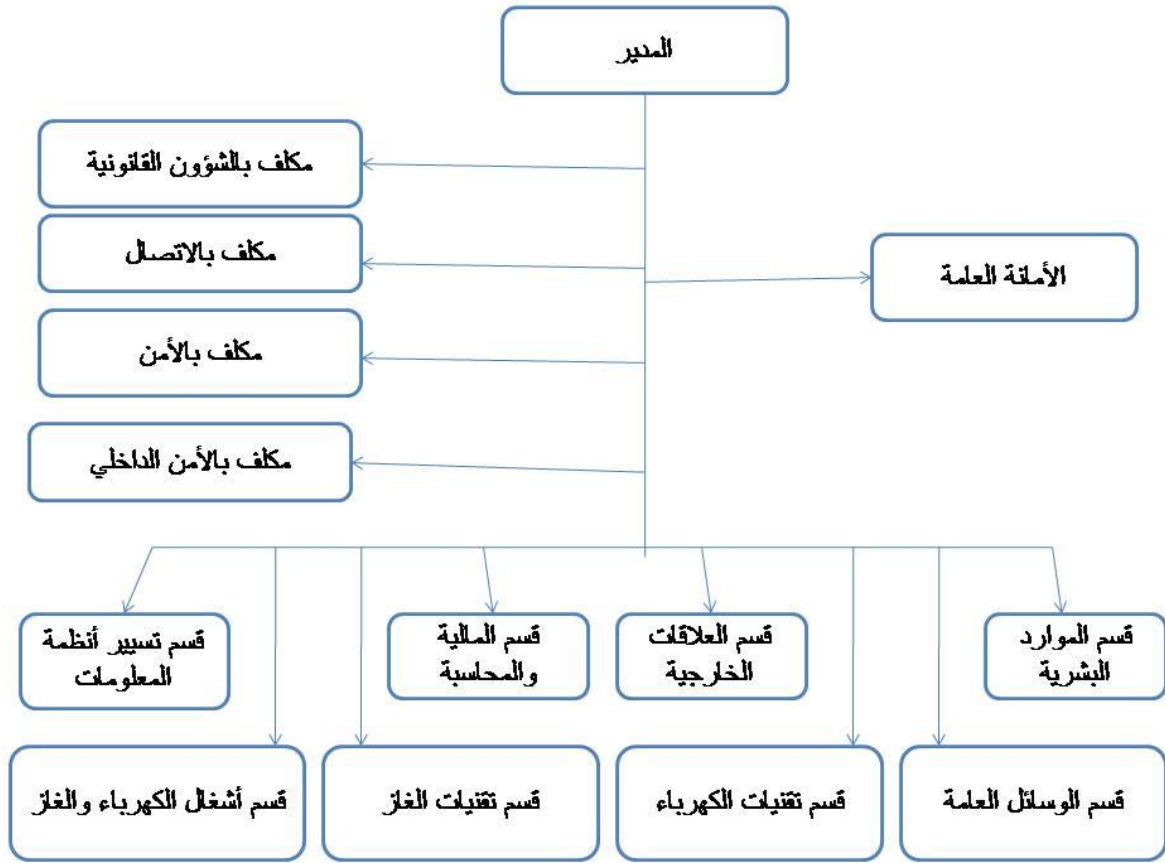 المدير
مكلف بالشؤون القانونية
مكلف بالاتصال
الأمانة العامة
مكلف بالأمن
مكلف بالأمن الداخلي
قسم الموارد
البشرية
قسم العلاقات
الخارجية
قسم المالية
والمحاسبة
قسم تسيير أنظمة
المعلومات
قسم الوسائل العامة
قسم تقنيات الكهرباء
قسم تقنيات الغاز
قسم أشغال الكهرباء والغاز